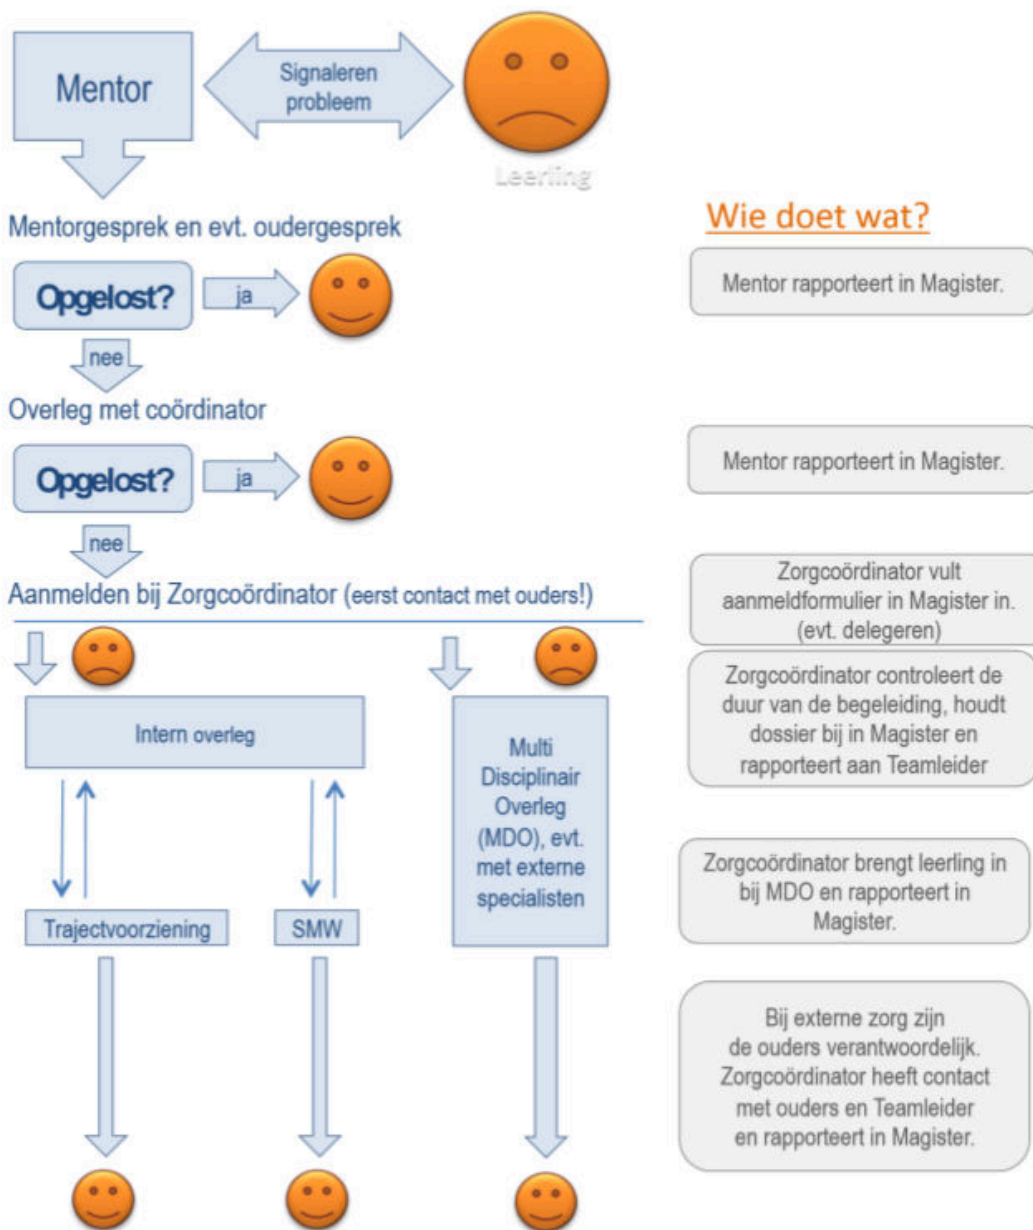 Mentor
Signaleren
probleem
Leerling
Mentorgesprek en evt. oudergesprek
Opgelost?
ja
nee
Overleg met coördinator
Opgelost?
ja
nee
Aanmelden bij Zorgcoördinator (eerst contact met ouders!)
Intern overleg
Multi
Disciplinair
Overleg
(MDO), evt.
met externe
specialisten
Trajectvoorziening
SMW
Wie doet wat?
Mentor rapporteert in Magister.
Mentor rapporteert in Magister.
Zorgcoördinator vult
aanmeldformulier in Magister in.
(evt. delegeren)
Zorgcoördinator controleert de
duur van de begeleiding, houdt
dossier bij in Magister en
rapporteert aan Teamleider
Zorgcoördinator brengt leerling in
bij MDO en rapporteert in
Magister.
Bij externe zorg zijn
de ouders verantwoordelijk.
Zorgcoördinator heeft contact
met ouders en Teamleider
en rapporteert in Magister.